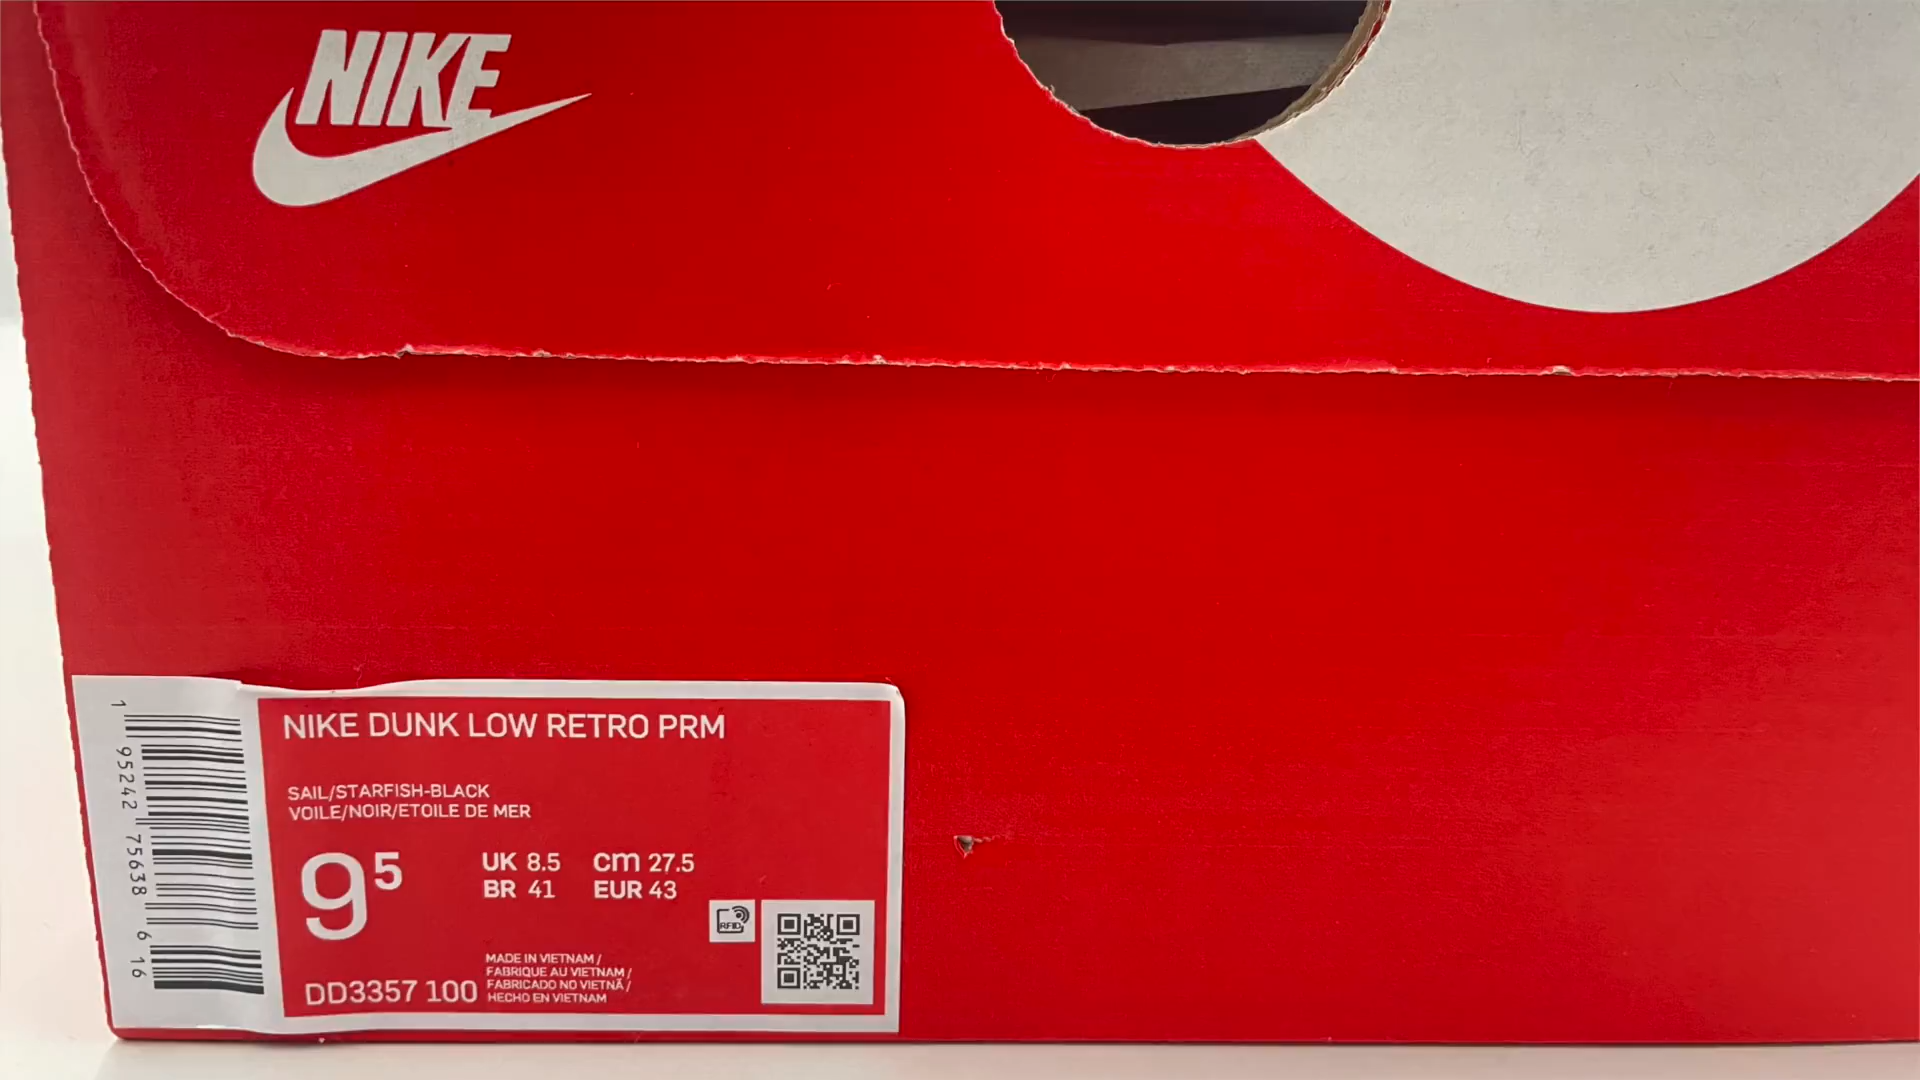 NIKE
NIKE DUNK LOW RETRO PRM
SAIL/STARFISH-BLACK
VOILE/NOIR/ETOILE DE MER
9⁵
UK 8.5 cm 27.5
BR 41 EUR 43
RFID
MADE IN VIETNAM /
FABRIQUE AU VIETNAM /
FABRICADO NO VIETNÃ /
HECHO EN VIETNAM
DD3357 100
1 95242 75638 6 16